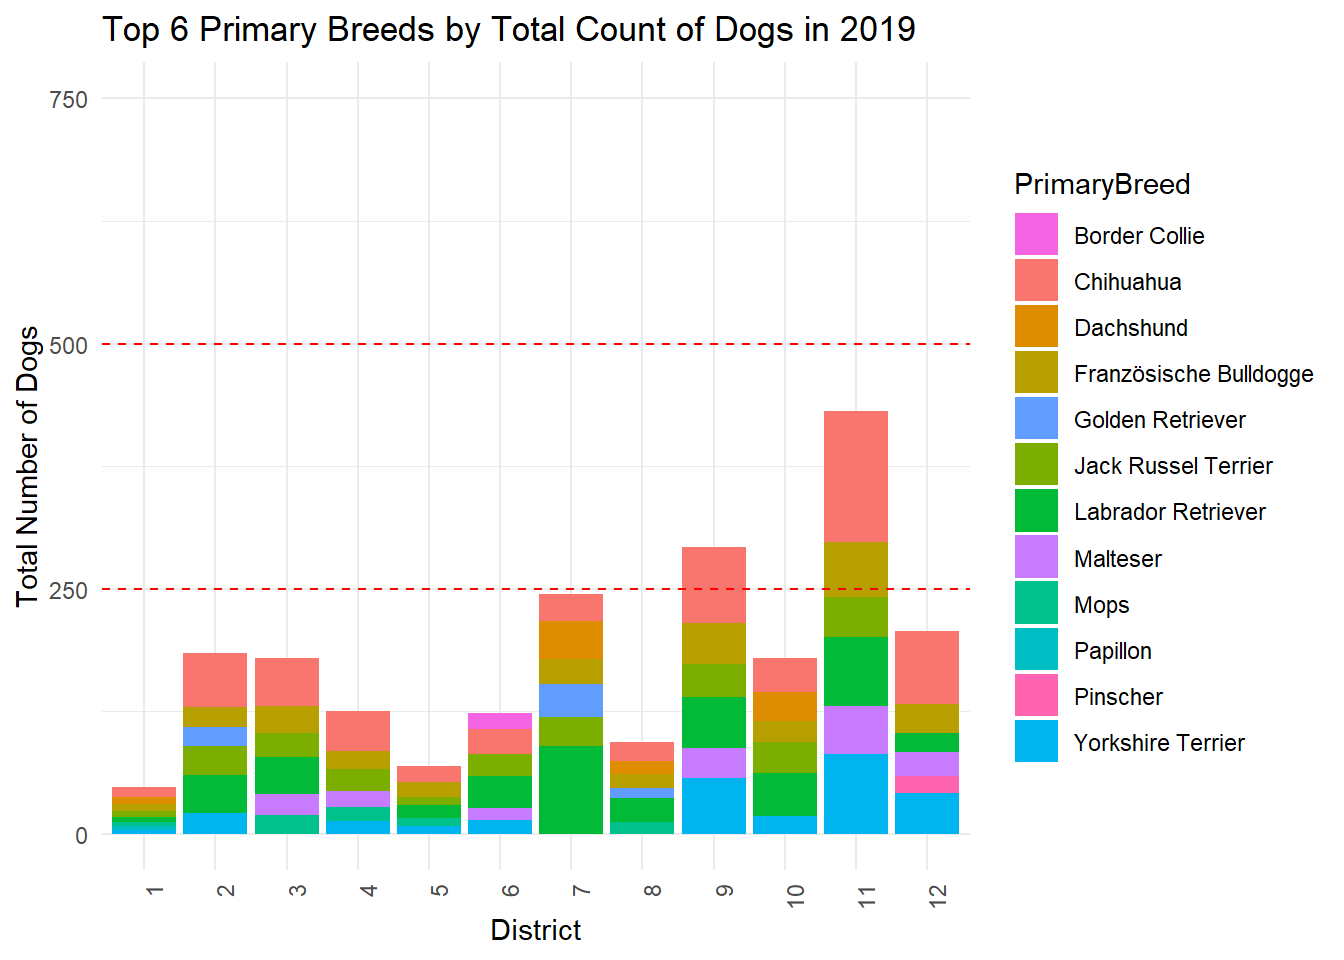 Top 6 Primary Breeds by Total Count of Dogs in 2019
Total Number of Dogs
750
500
250
0
1 2 3 4 5 6 7 8 9 10 11 12
District
PrimaryBreed
Border Collie
Chihuahua
Dachshund
Französische Bulldogge
Golden Retriever
Jack Russel Terrier
Labrador Retriever
Malteser
Mops
Papillon
Pinscher
Yorkshire Terrier